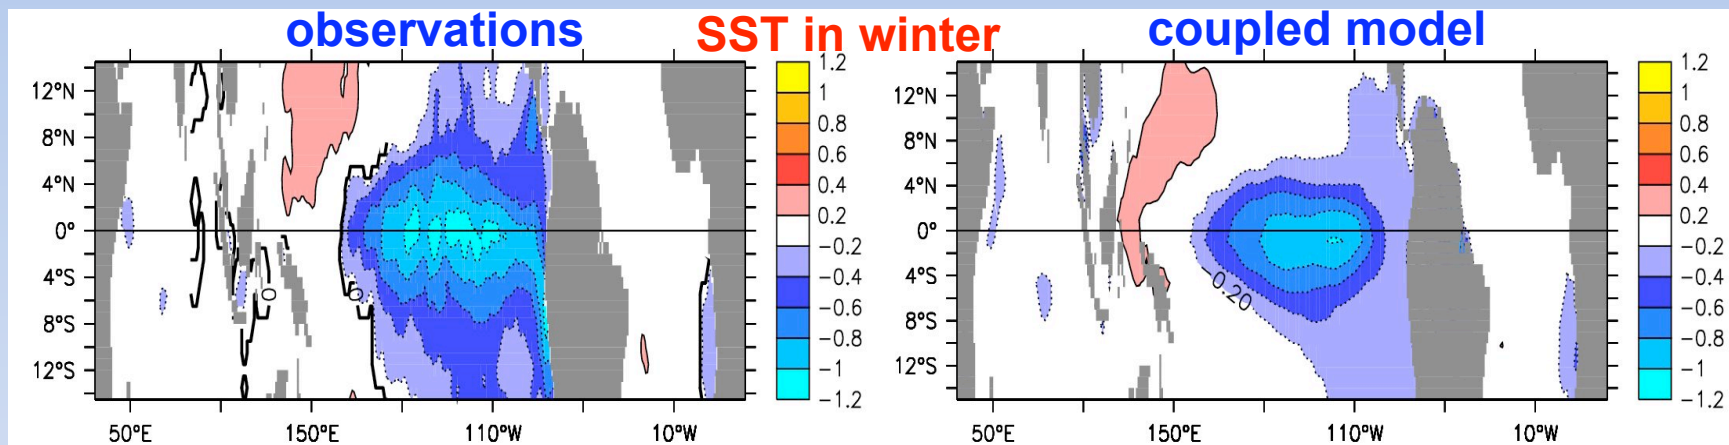 observations
SST in winter
coupled model
12°N
8°N
4°N
0°
4°S
8°S
12°S
50°E
150°E
110°W
10°W
0
0
1.2
1
0.8
0.6
0.4
0.2
-0.2
-0.4
-0.6
-0.8
-1
-1.2
12°N
8°N
4°N
0°
4°S
8°S
12°S
50°E
150°E
110°W
10°W
-0.20
1.2
1
0.8
0.6
0.4
0.2
-0.2
-0.4
-0.6
-0.8
-1
-1.2